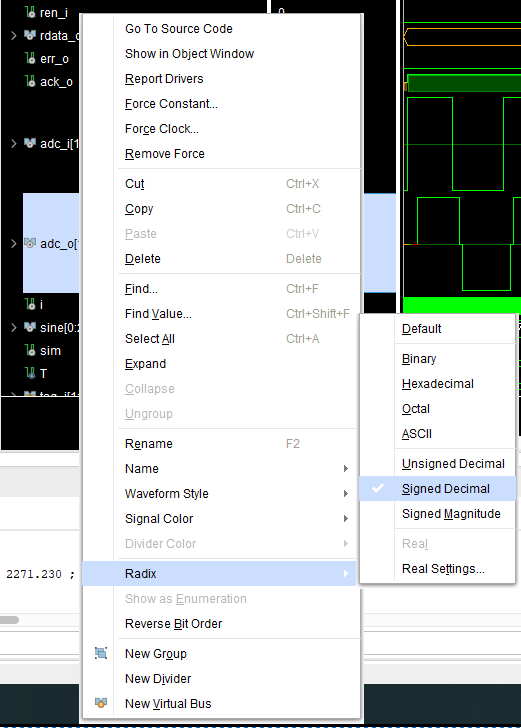 ren_i
0
rdata_o
err_o
ack_o
adc_i[1
adc_o[1
i
sine[0:2
sim
T
2271.230 ;
Go To Source Code
Show in Object Window
Report Drivers
Force Constant...
Force Clock...
Remove Force
Cut Ctrl+X
Copy Ctrl+C
Paste Ctrl+V
Delete Delete
Find... Ctrl+F
Find Value... Ctrl+Shift+F
Select All Ctrl+A
Expand
Collapse
Ungroup
Rename F2
Name
Waveform Style
Signal Color
Divider Color
Radix
Show as Enumeration
Reverse Bit Order
New Group
New Divider
New Virtual Bus
Default
Binary
Hexadecimal
Octal
ASCII
Unsigned Decimal
Signed Decimal
Signed Magnitude
Real
Real Settings...